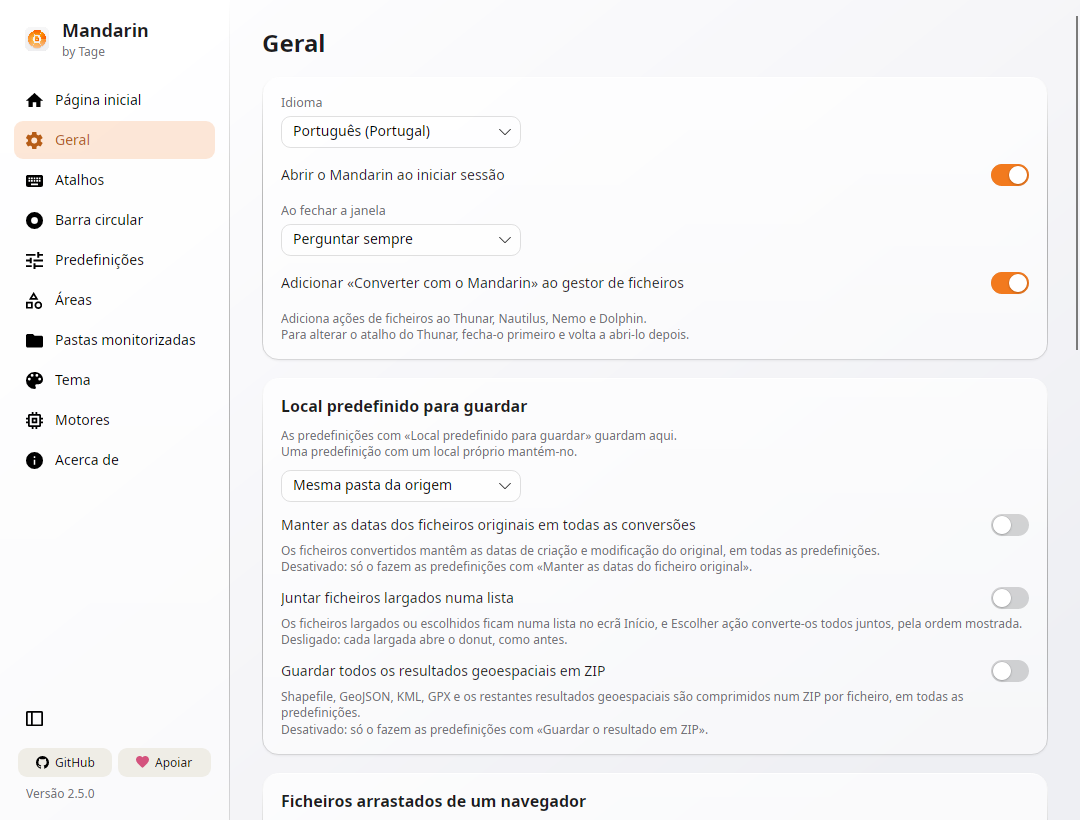 Mandarin
by Tage
Página inicial
Geral
Atalhos
Barra circular
Predefinições
Áreas
Pastas monitorizadas
Tema
Motores
Acerca de
GitHub
Apoiar
Versão 2.5.0
Geral
Idioma
Português (Portugal)
Abrir o Mandarin ao iniciar sessão
Ao fechar a janela
Perguntar sempre
Adicionar «Converter com o Mandarin» ao gestor de ficheiros
Adiciona ações de ficheiros ao Thunar, Nautilus, Nemo e Dolphin.
Para alterar o atalho do Thunar, fecha-o primeiro e volta a abri-lo depois.
Local predefinido para guardar
As predefinições com «Local predefinido para guardar» guardam aqui.
Uma predefinição com um local próprio mantém-no.
Mesma pasta da origem
Manter as datas dos ficheiros originais em todas as conversões
Os ficheiros convertidos mantêm as datas de criação e modificação do original, em todas as predefinições.
Desativado: só o fazem as predefinições com «Manter as datas do ficheiro original».
Juntar ficheiros largados numa lista
Os ficheiros largados ou escolhidos ficam numa lista no ecrã Início, e Escolher ação converte-os todos juntos, pela ordem mostrada.
Desligado: cada largada abre o donut, como antes.
Guardar todos os resultados geoespaciais em ZIP
Shapefile, GeoJSON, KML, GPX e os restantes resultados geoespaciais são comprimidos num ZIP por ficheiro, em todas as
predefinições.
Desativado: só o fazem as predefinições com «Guardar o resultado em ZIP».
Ficheiros arrastados de um navegador